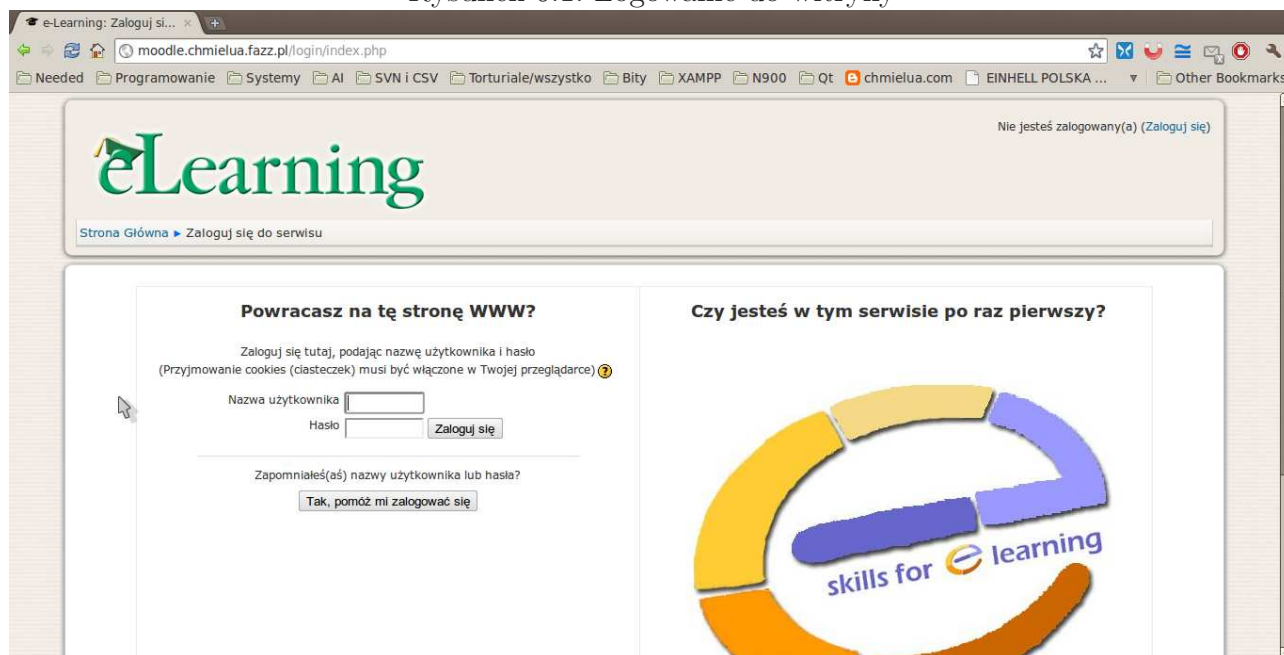 Rysunek 6.1: Logowanie do witryny
e-Learning: Zaloguj si...
moodle.chmielua.fazz.pl/login/index.php
Needed Programowanie Systemy AI SVN i CSV Torturiale/wszystko Bity XAMPP N900 Qt chmielua.com EINHELL POLSKA ... Other Bookmarks
Nie jesteś zalogowany(a) (Zaloguj się)
eLearning
Strona Główna ► Zaloguj się do serwisu
Powracasz na tę stronę WWW?
Zaloguj się tutaj, podając nazwę użytkownika i hasło
(Przyjmowanie cookies (ciasteczek) musi być włączone w Twojej przeglądarce) ?
Nazwa użytkownika
Hasło Zaloguj się
Zapomniałeś(aś) nazwy użytkownika lub hasła?
Tak, pomóż mi zalogować się
Czy jesteś w tym serwisie po raz pierwszy?
skills for e learning